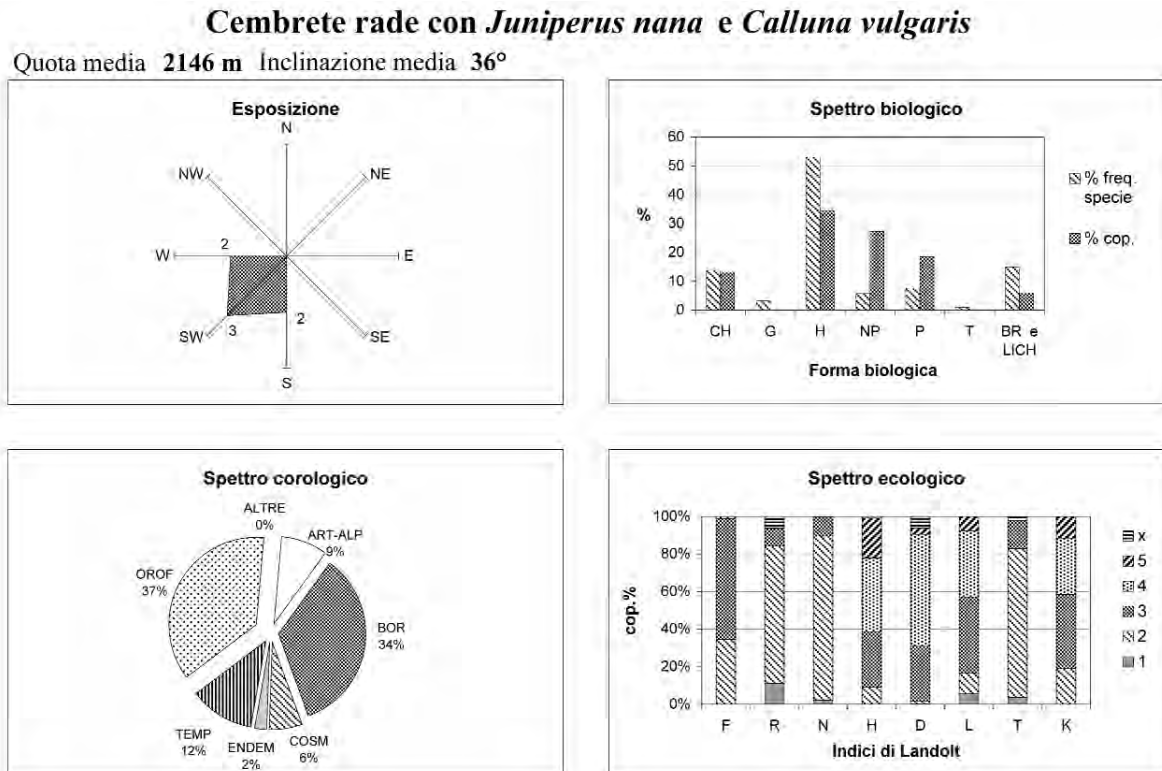 Cembrete rade con Juniperus nana e Calluna vulgaris
Quota media 2146 m Inclinazione media 36°
Esposizione
N
NW
NE
W
2
E
3
2
SW
SE
S
Spettro biologico
60
50
40
30
20
10
0
%
% freq. specie
% cop.
CH G H NP P T BR e LICH
Forma biologica
Spettro corologico
ALTRE
0%
ART-ALP
9%
OROF
37%
BOR
34%
TEMP
12%
ENDEM
2%
COSM
6%
Spettro ecologico
100%
80%
60%
40%
20%
0%
cop.%
x
5
4
3
2
1
F R N H D L T K
Indici di Landolt